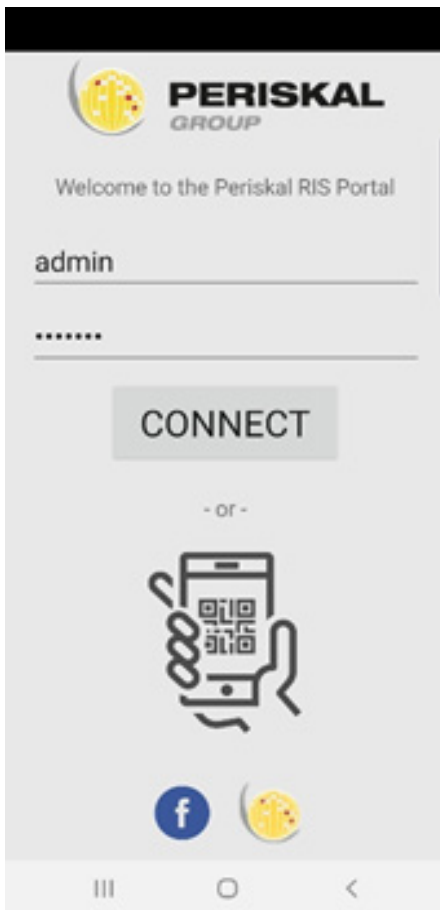 PERISKAL
GROUP
Welcome to the Periskal RIS Portal
admin
•••••••
CONNECT
- or -
f